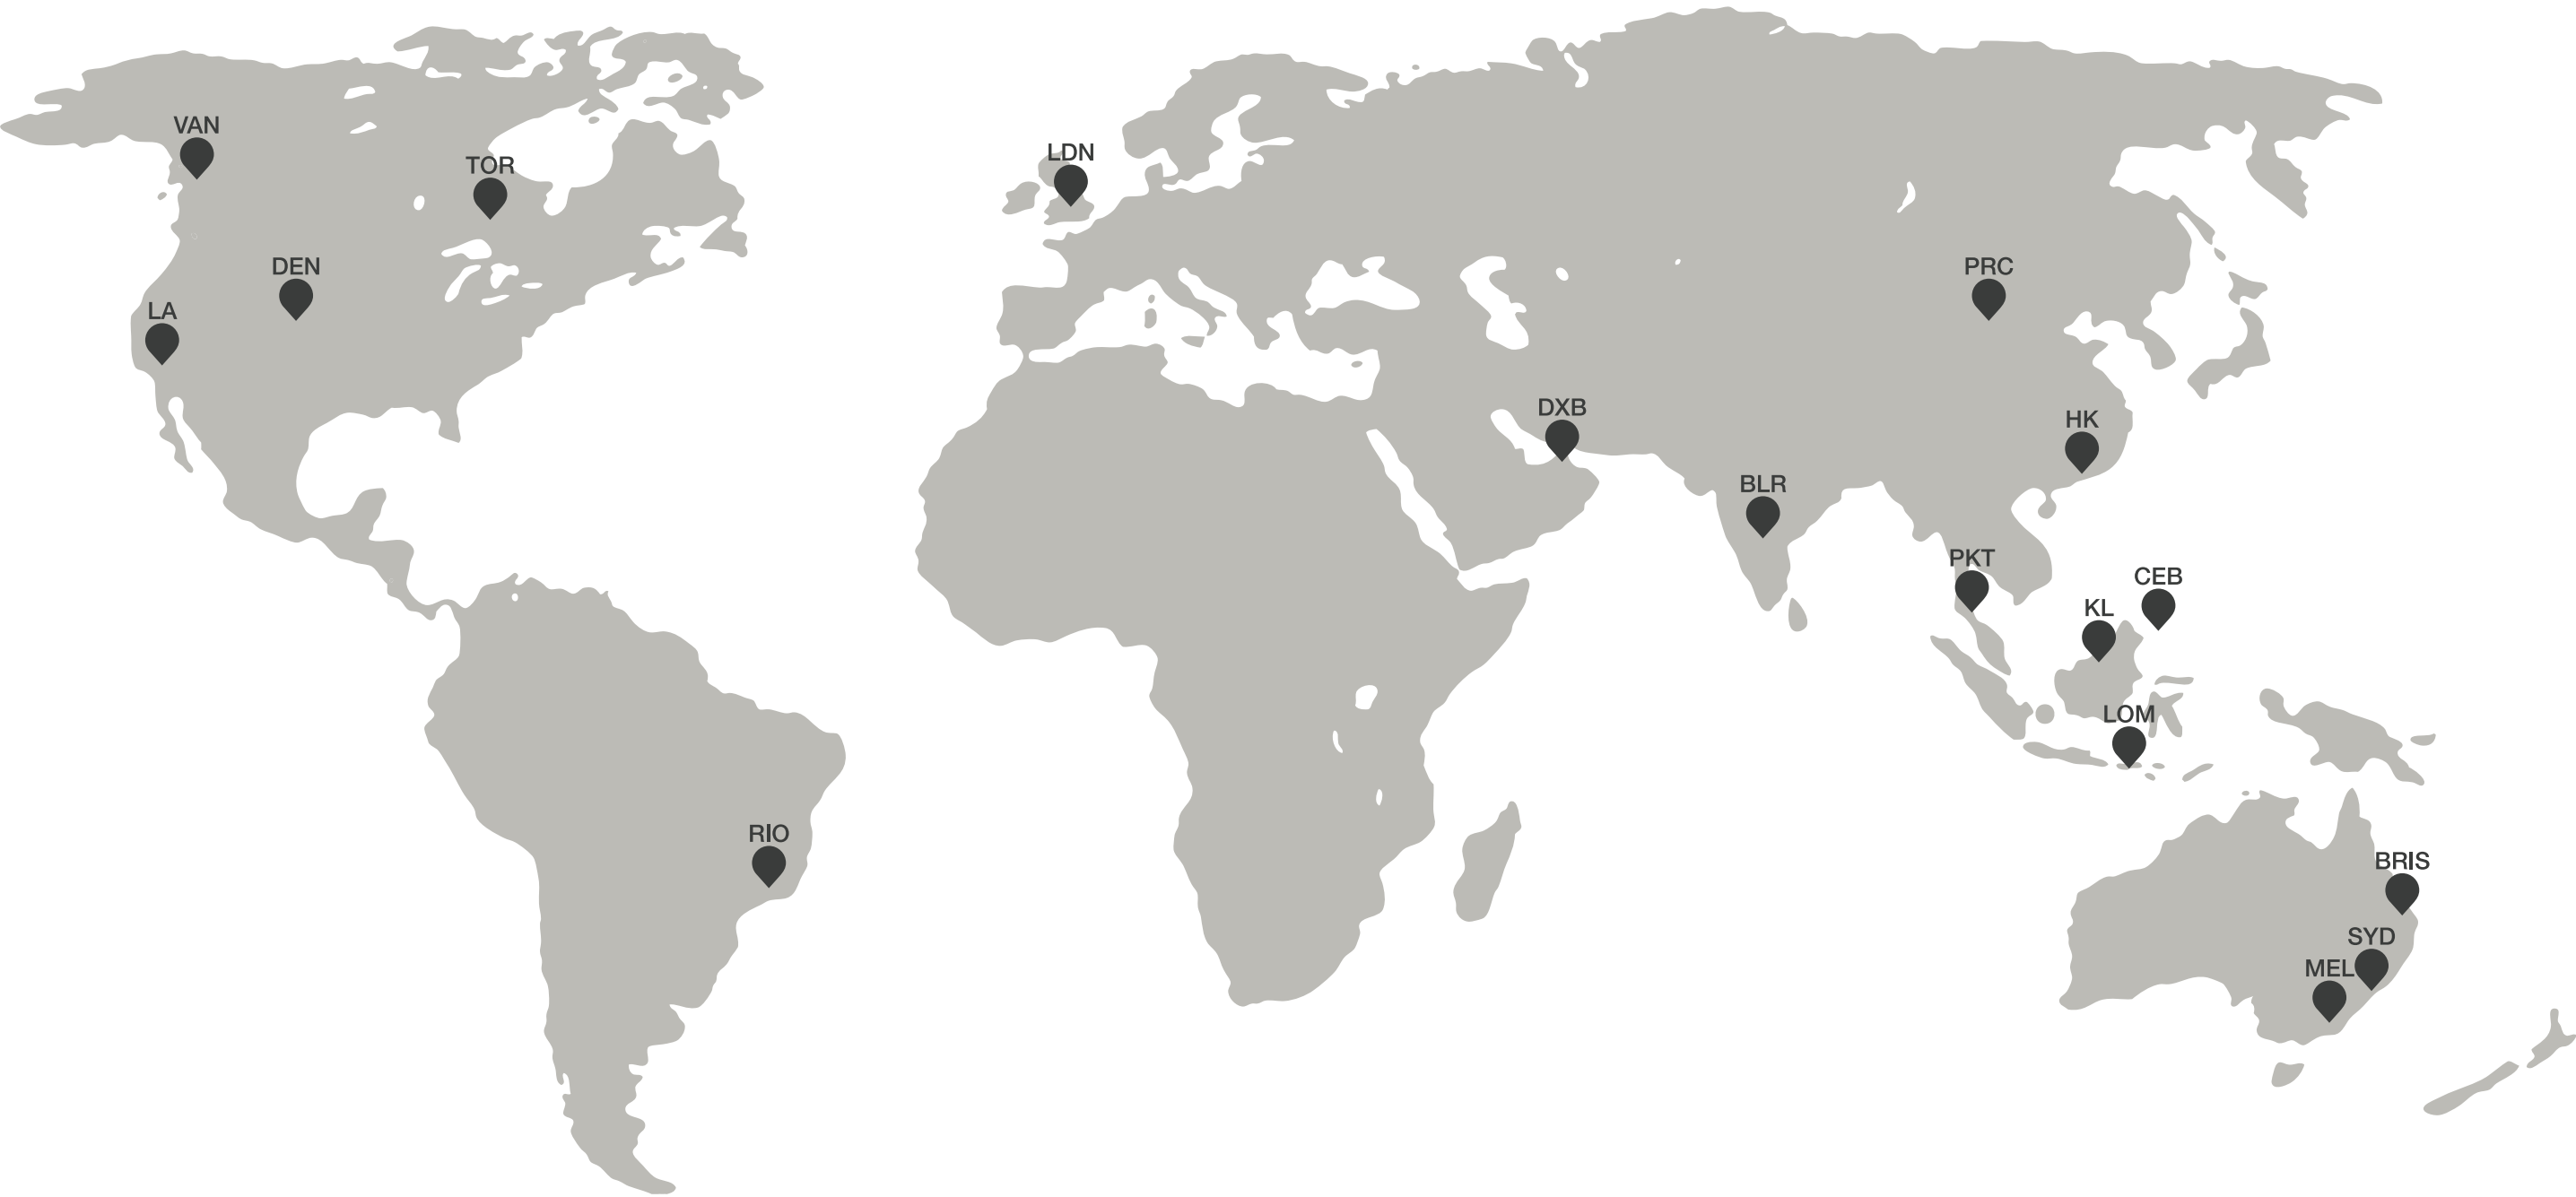 VAN
TOR
LDN
DEN
PRC
LA
DXB
HK
BLR
PKT
CEB
KL
LOM
RIO
BRIS
SYD
MEL